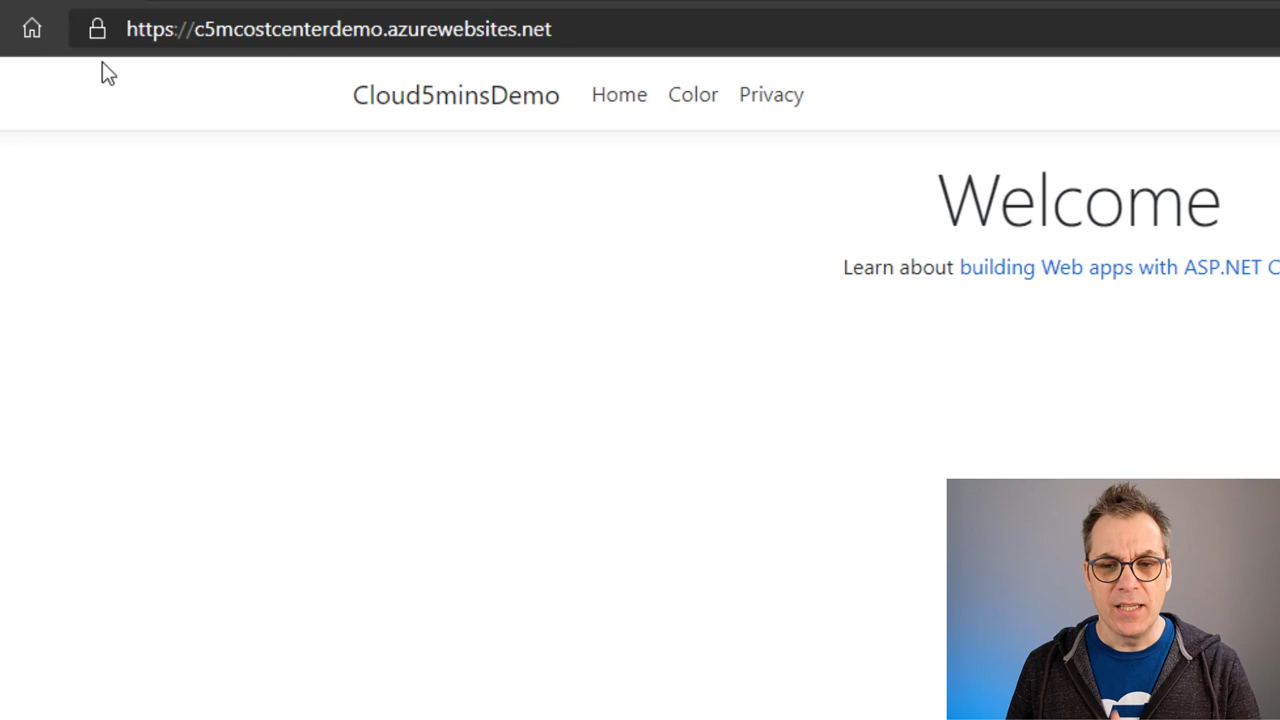 https://c5mcostcenterdemo.azurewebsites.net
Cloud5minsDemo Home Color Privacy
Welcome
Learn about building Web apps with ASP.NET C